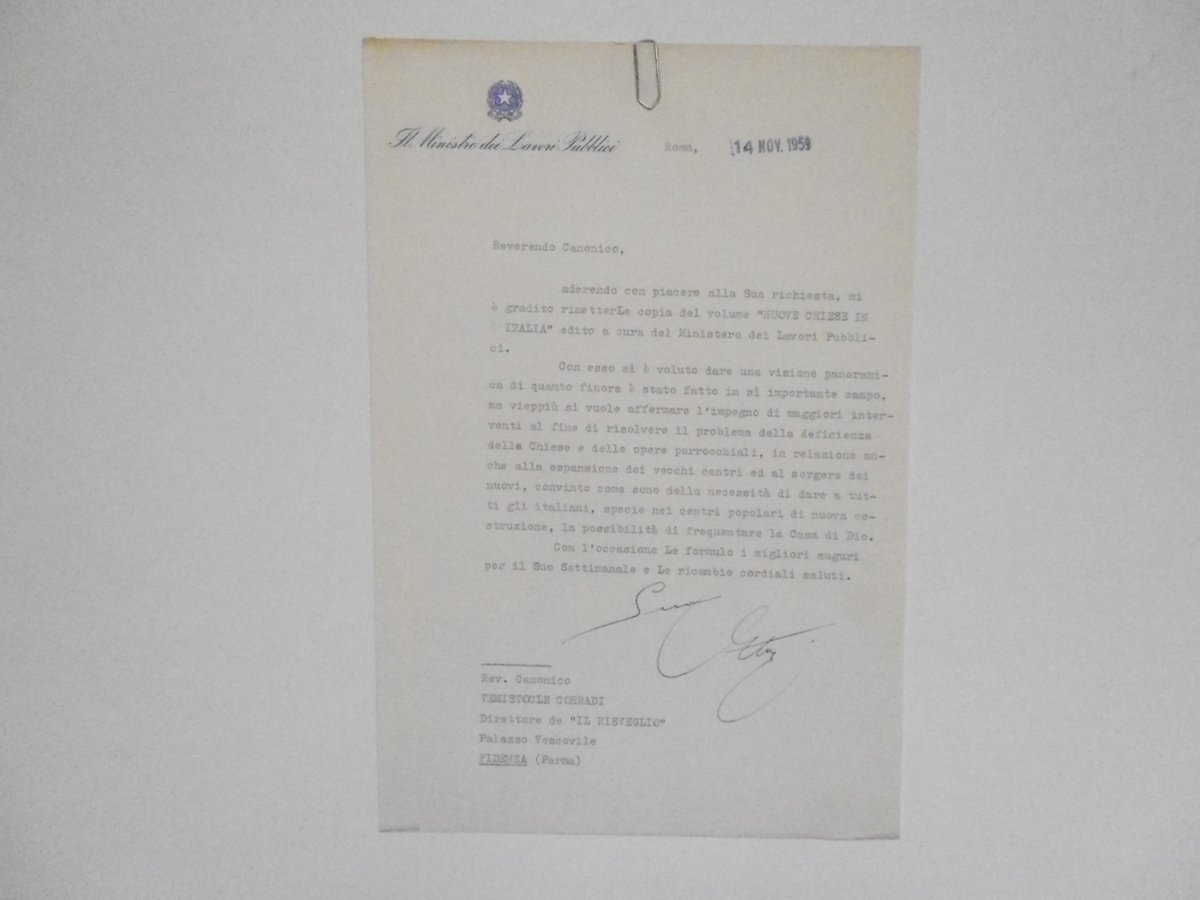 Il Ministro dei Lavori Pubblici
Roma, 14 NOV. 1959
Reverendo Canonico,
aderendo con piacere alla Sua richiesta, mi
è gradito rimetterLe copia del volume "NUOVE CHIESE IN
ITALIA" edito a cura del Ministero dei Lavori Pubbli-
ci.
Con esso si è voluto dare una visione panorami-
ca di quanto finora è stato fatto in sì importante campo,
ma vieppiù si vuole affermare l'impegno di maggiori inter-
venti al fine di risolvere il problema della deficienza
delle Chiese e delle opere parrocchiali, in relazione an-
che alla espansione dei vecchi centri ed al sorgere dei
nuovi, convinto come sono della necessità di dare a tut-
ti gli italiani, specie nei centri popolari di nuova co-
struzione, la possibilità di frequentare la Casa di Dio.
Con l'occasione Le formulo i migliori auguri
per il Suo Settimanale e Le ricambio cordiali saluti.
Suo
Rev. Canonico
TEMISTOCLE CORRADI
Direttore de "IL RISVEGLIO"
Palazzo Vescovile
FIDENZA (Parma)